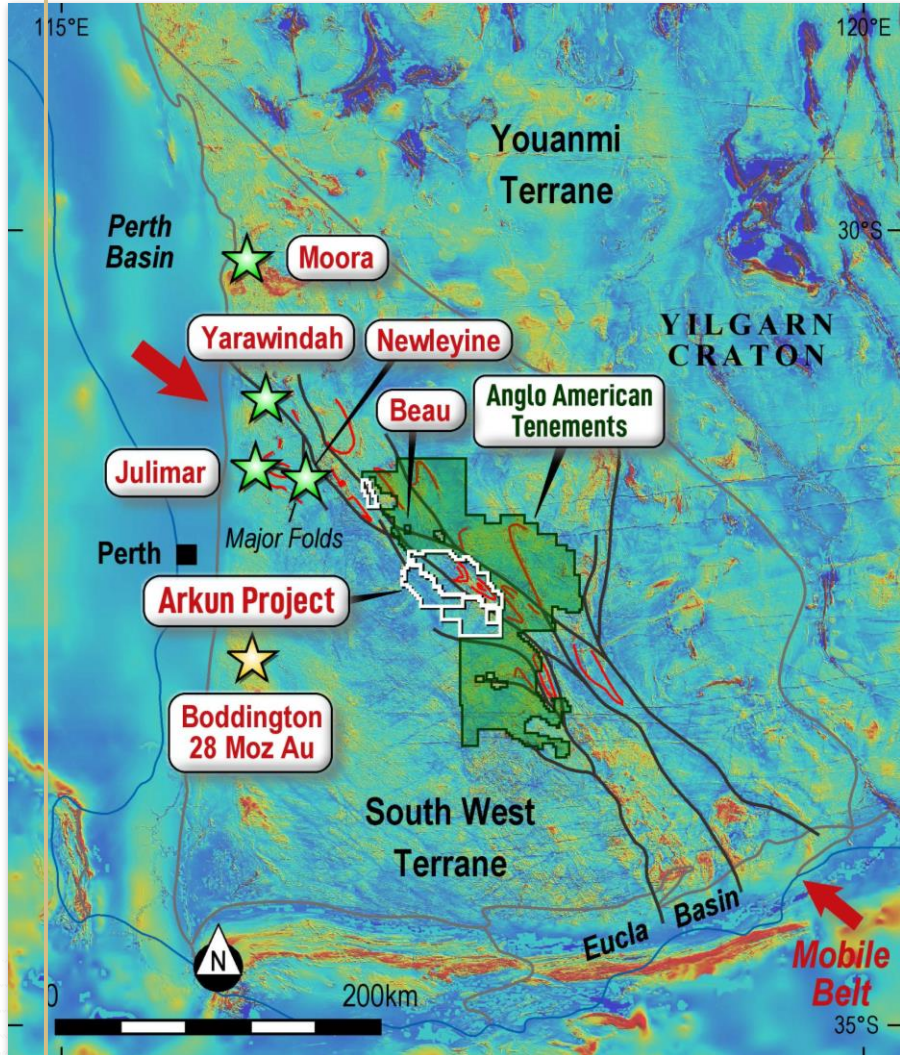 115°E
120°E
Youanmi
Terrane
Perth
Basin
30°S
Moora
YILGARN
CRATON
Yarawindah
Newleyine
Beau
Anglo American
Tenements
Julimar
Major Folds
Perth
Arkun Project
Boddington
28 Moz Au
South West
Terrane
Eucla Basin
Mobile
Belt
N
0
200km
35°S